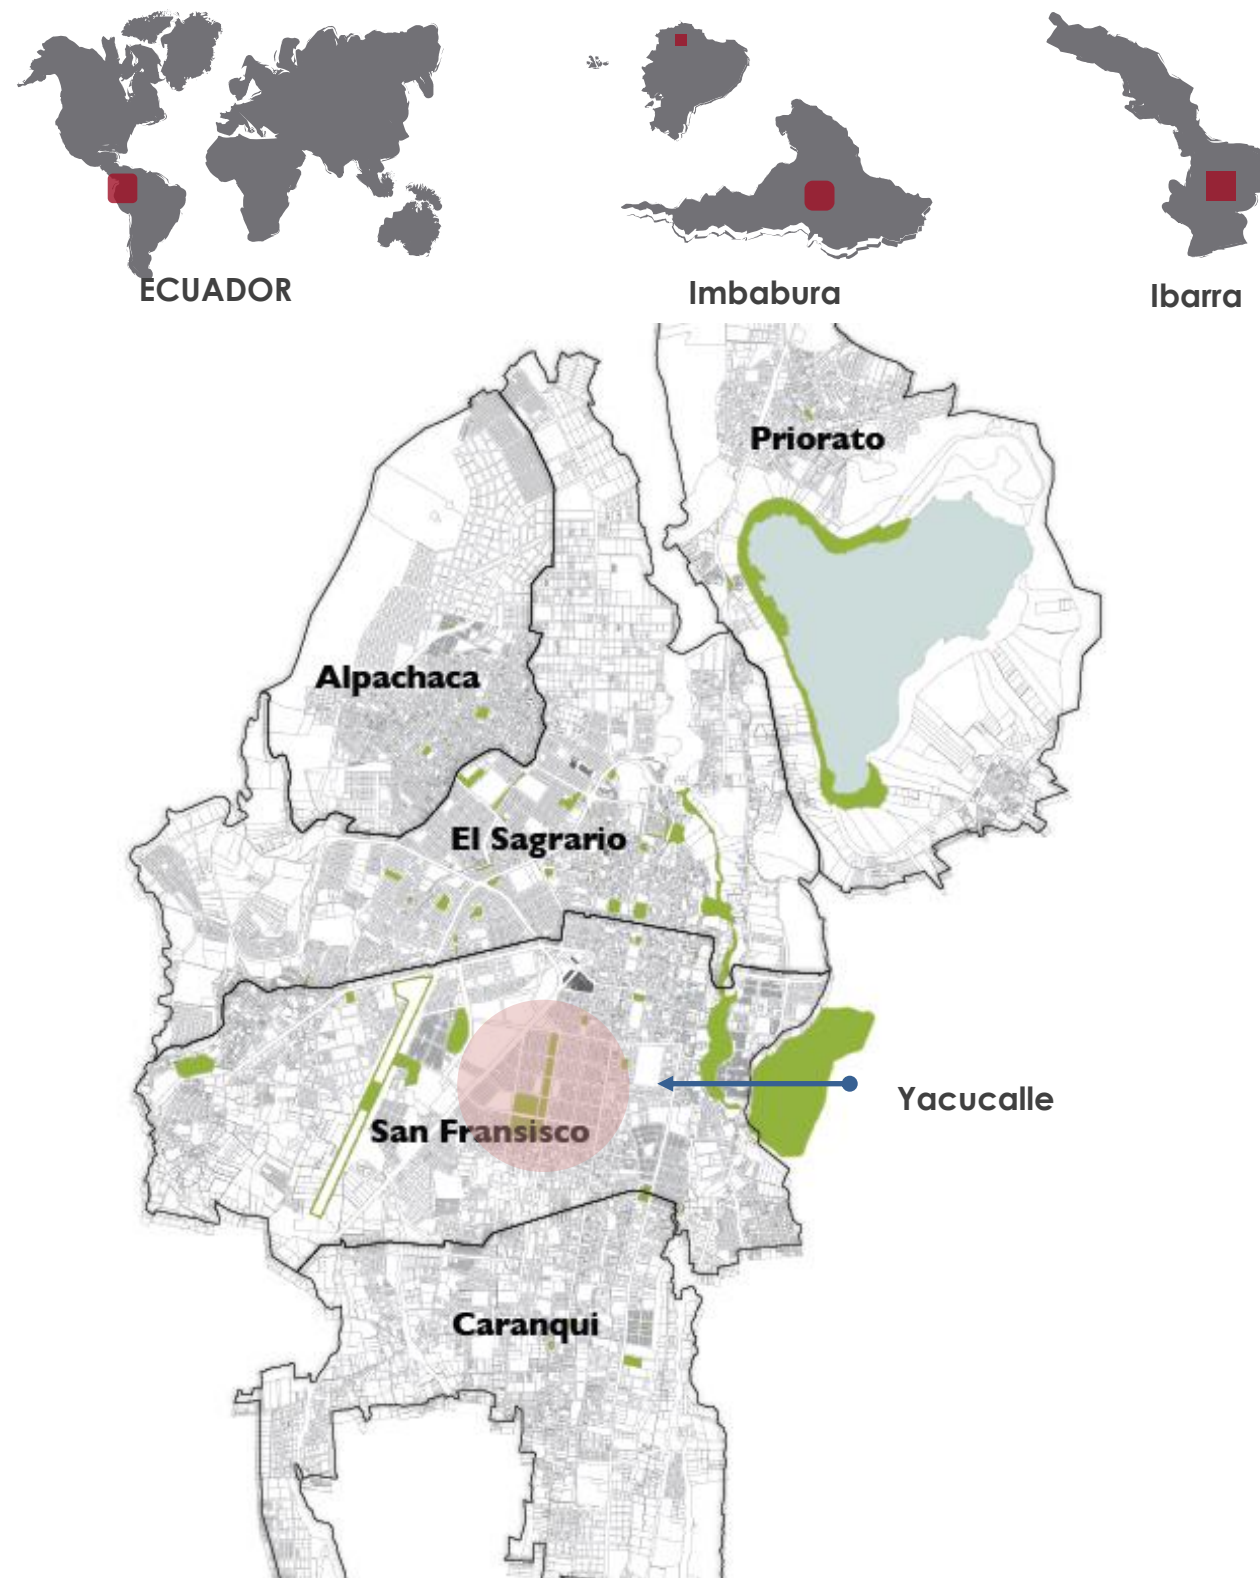 ECUADOR
Imbabura
Ibarra
Priorato
Alpachaca
El Sagrario
San Fransisco
Yacucalle
Caranqui